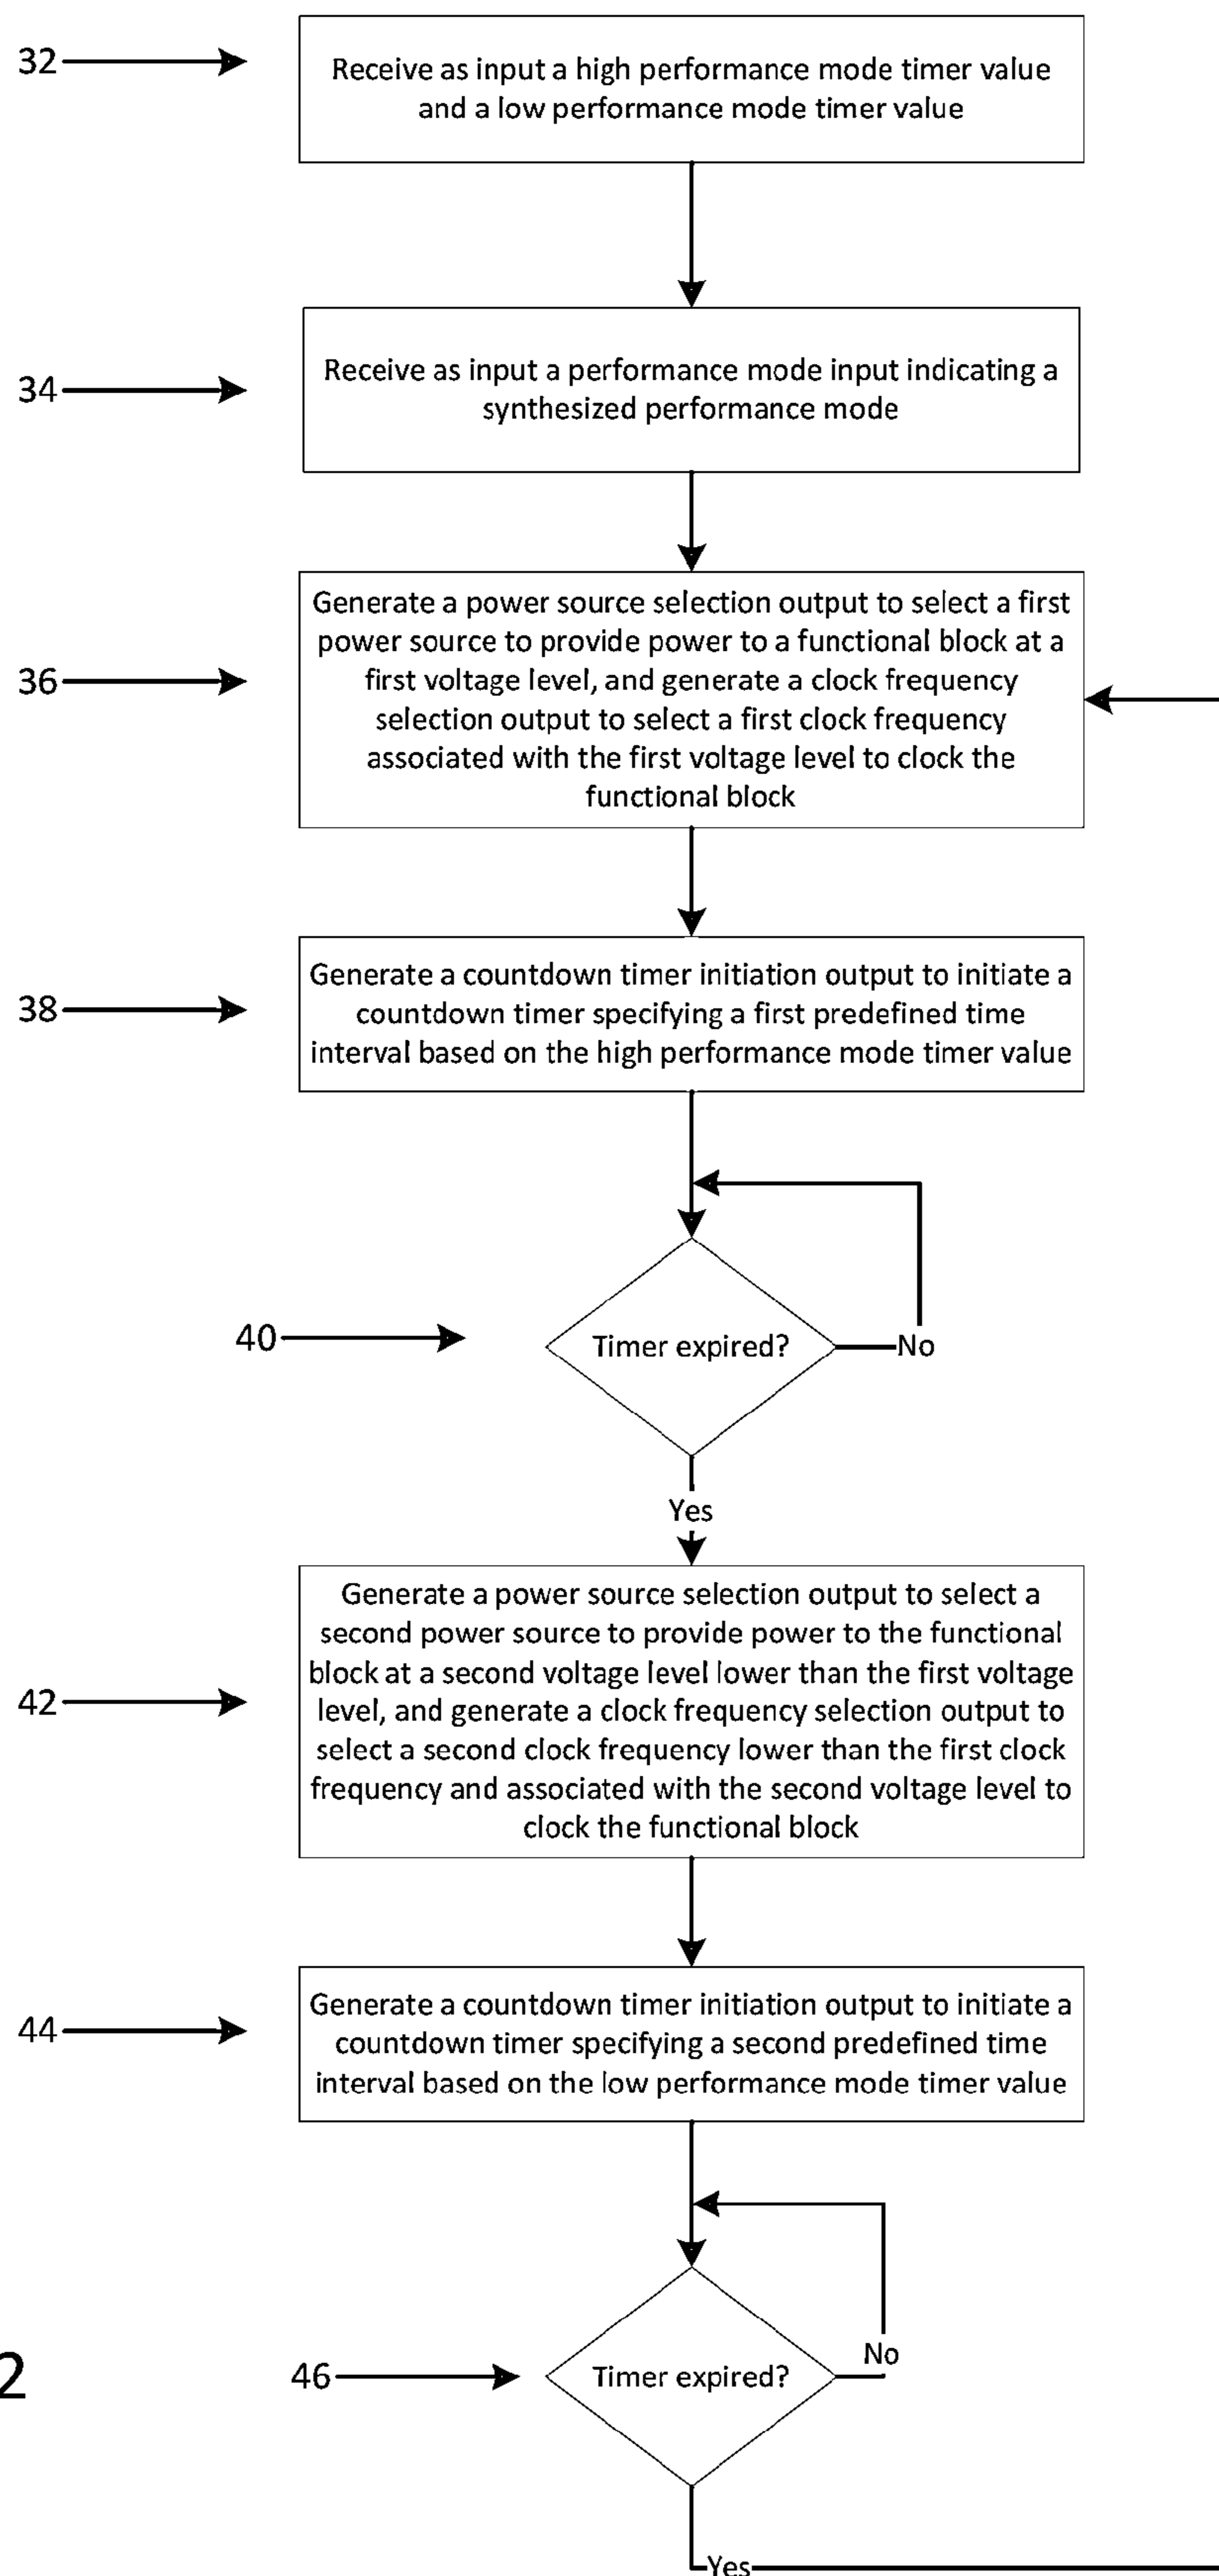 32
Receive as input a high performance mode timer value
and a low performance mode timer value
34
Receive as input a performance mode input indicating a
synthesized performance mode
36
Generate a power source selection output to select a first
power source to provide power to a functional block at a
first voltage level, and generate a clock frequency
selection output to select a first clock frequency
associated with the first voltage level to clock the
functional block
38
Generate a countdown timer initiation output to initiate a
countdown timer specifying a first predefined time
interval based on the high performance mode timer value
40
Timer expired?
No
Yes
42
Generate a power source selection output to select a
second power source to provide power to the functional
block at a second voltage level lower than the first voltage
level, and generate a clock frequency selection output to
select a second clock frequency lower than the first clock
frequency and associated with the second voltage level to
clock the functional block
44
Generate a countdown timer initiation output to initiate a
countdown timer specifying a second predefined time
interval based on the low performance mode timer value
2
46
Timer expired?
No
Yes